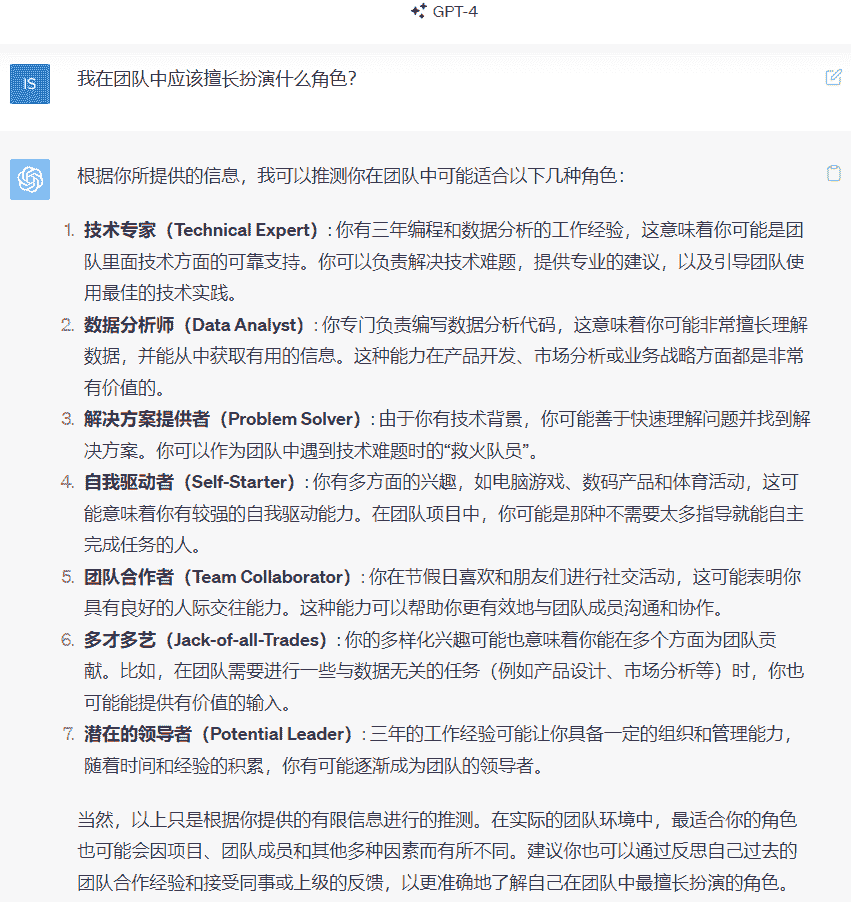 GPT-4
IS
我在团队中应该擅长扮演什么角色？
根据你所提供的信息，我可以推测你在团队中可能适合以下几种角色：
1. 技术专家（Technical Expert）：你有三年编程和数据分析的工作经验，这意味着你可能是团
队里面技术方面的可靠支持。你可以负责解决技术难题，提供专业的建议，以及引导团队使
用最佳的技术实践。
2. 数据分析师（Data Analyst）：你专门负责编写数据分析代码，这意味着你可能非常擅长理解
数据，并能从中获取有用的信息。这种能力在产品开发、市场分析或业务战略方面都是非常
有价值的。
3. 解决方案提供者（Problem Solver）：由于你有技术背景，你可能善于快速理解问题并找到解
决方案。你可以作为团队中遇到技术难题时的“救火队员”。
4. 自我驱动者（Self-Starter）：你有多方面的兴趣，如电脑游戏、数码产品和体育活动，这可
能意味着你有较强的自我驱动能力。在团队项目中，你可能是那种不需要太多指导就能自主
完成任务的人。
5. 团队合作者（Team Collaborator）：你在节假日喜欢和朋友们进行社交活动，这可能表明你
具有良好的人际交往能力。这种能力可以帮助你更有效地与团队成员沟通和协作。
6. 多才多艺（Jack-of-all-Trades）：你的多样化兴趣可能也意味着你能在多个方面为团队贡
献。比如，在团队需要进行一些与数据无关的任务（例如产品设计、市场分析等）时，你也
可能能提供有价值的输入。
7. 潜在的领导者（Potential Leader）：三年的工作经验可能让你具备一定的组织和管理能力，
随着时间和经验的积累，你有可能逐渐成为团队的领导者。
当然，以上只是根据你提供的有限信息进行的推测。在实际的团队环境中，最适合你的角色
也可能会因项目、团队成员和其他多种因素而有所不同。建议你也可以通过反思自己过去的
团队合作经验和接受同事或上级的反馈，以更准确地了解自己在团队中最擅长扮演的角色。